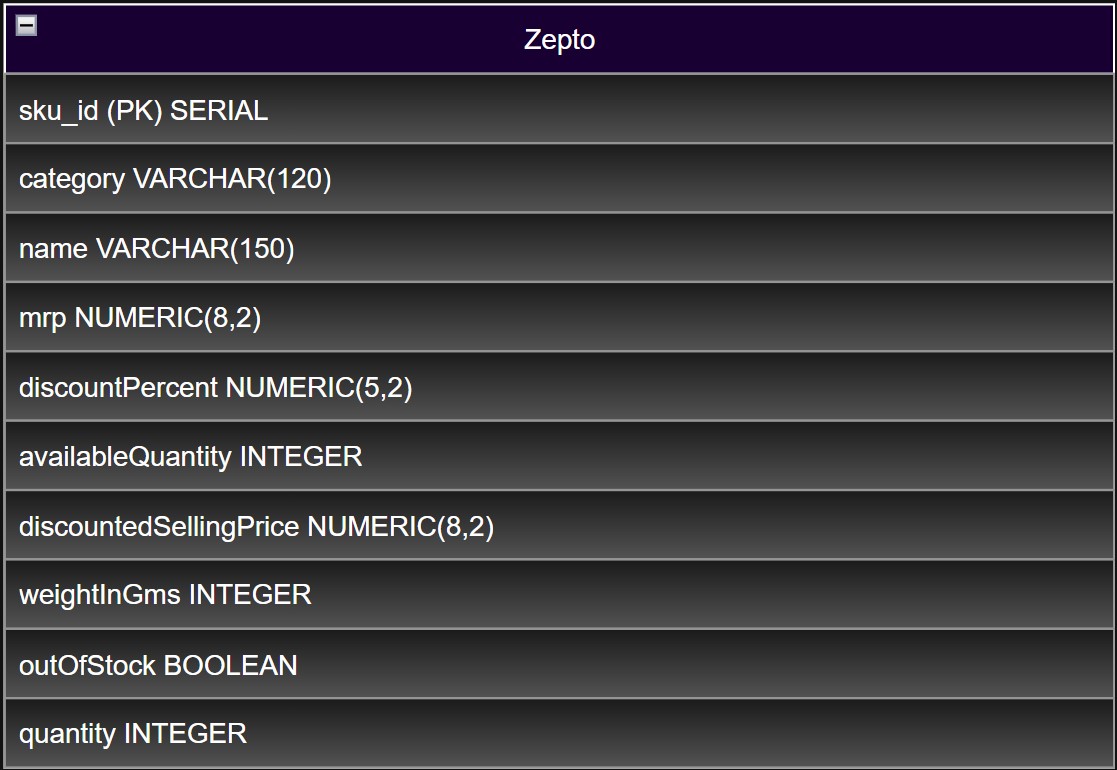 Zepto
sku_id (PK) SERIAL
category VARCHAR(120)
name VARCHAR(150)
mrp NUMERIC(8,2)
discountPercent NUMERIC(5,2)
availableQuantity INTEGER
discountedSellingPrice NUMERIC(8,2)
weightInGms INTEGER
outOfStock BOOLEAN
quantity INTEGER